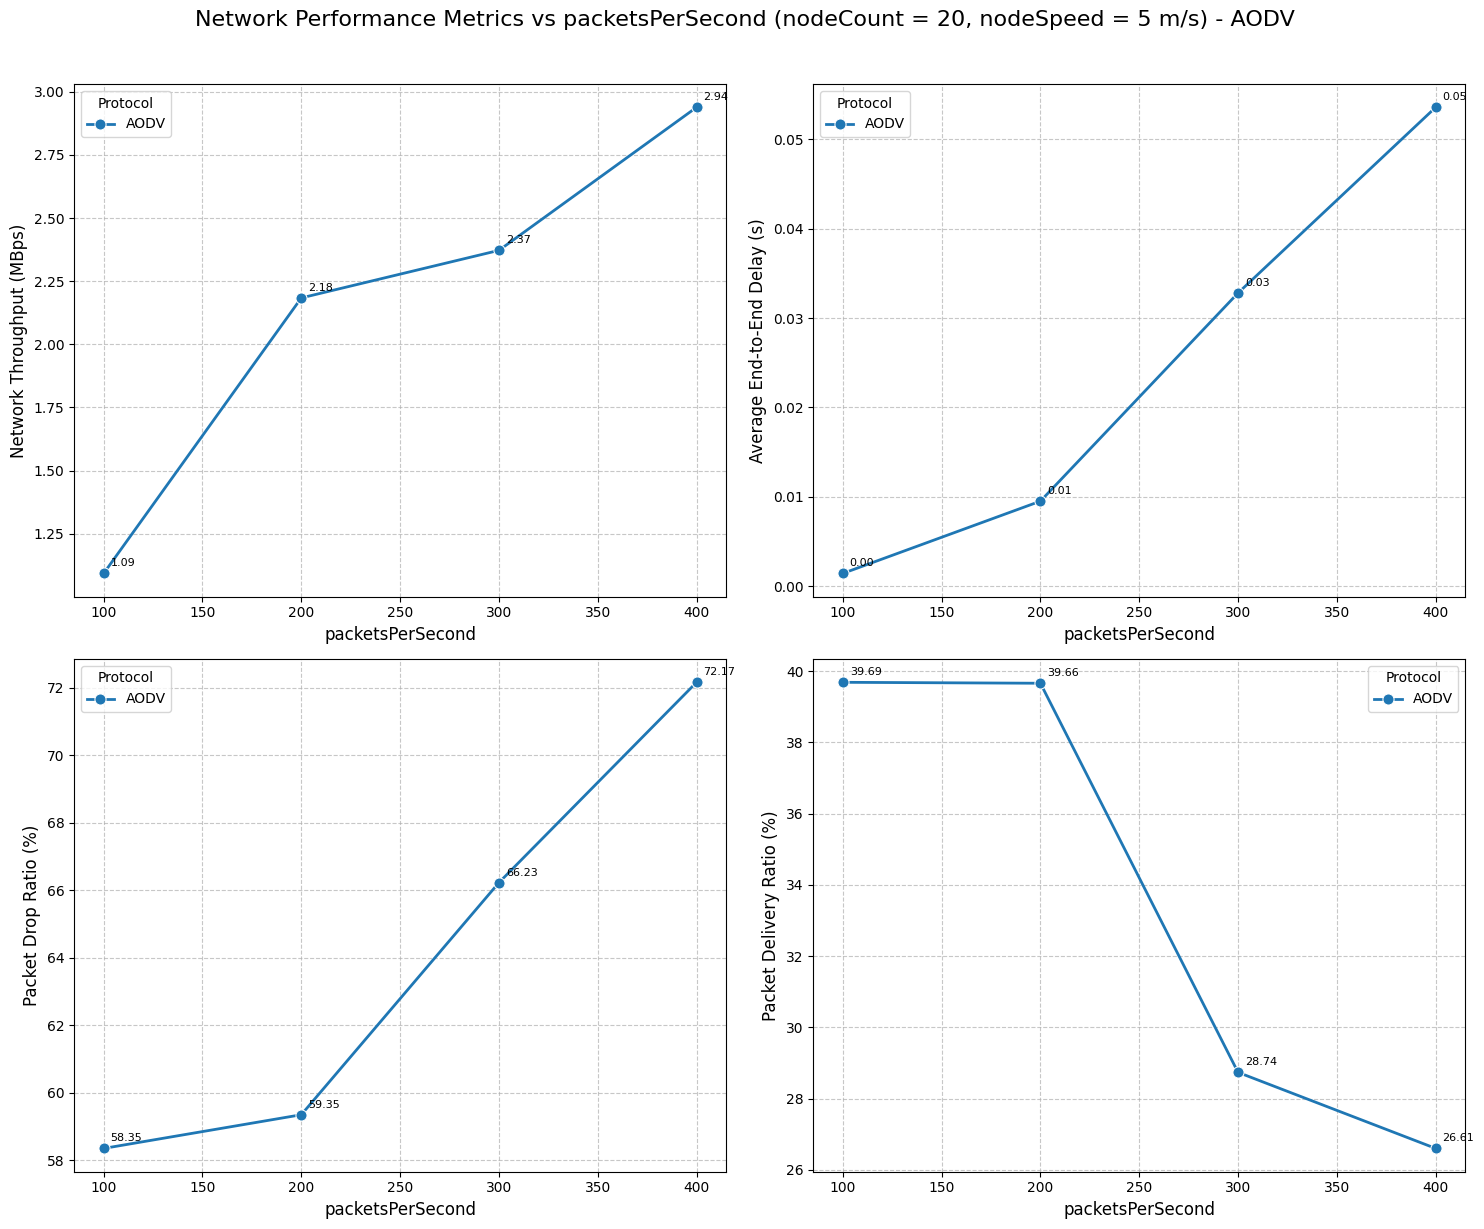 Network Performance Metrics vs packetsPerSecond (nodeCount = 20, nodeSpeed = 5 m/s) - AODV
Network Throughput (MBps)
3.00
2.75
2.50
2.25
2.00
1.75
1.50
1.25
Protocol
AODV
1.09
2.18
2.37
2.94
100 150 200 250 300 350 400
packetsPerSecond
Average End-to-End Delay (s)
0.05
0.04
0.03
0.02
0.01
0.00
Protocol
AODV
0.00
0.01
0.03
0.05
100 150 200 250 300 350 400
packetsPerSecond
Packet Drop Ratio (%)
72
70
68
66
64
62
60
58
Protocol
AODV
58.35
59.35
66.23
72.17
100 150 200 250 300 350 400
packetsPerSecond
Packet Delivery Ratio (%)
40
38
36
34
32
30
28
26
Protocol
AODV
39.69
39.66
28.74
26.61
100 150 200 250 300 350 400
packetsPerSecond